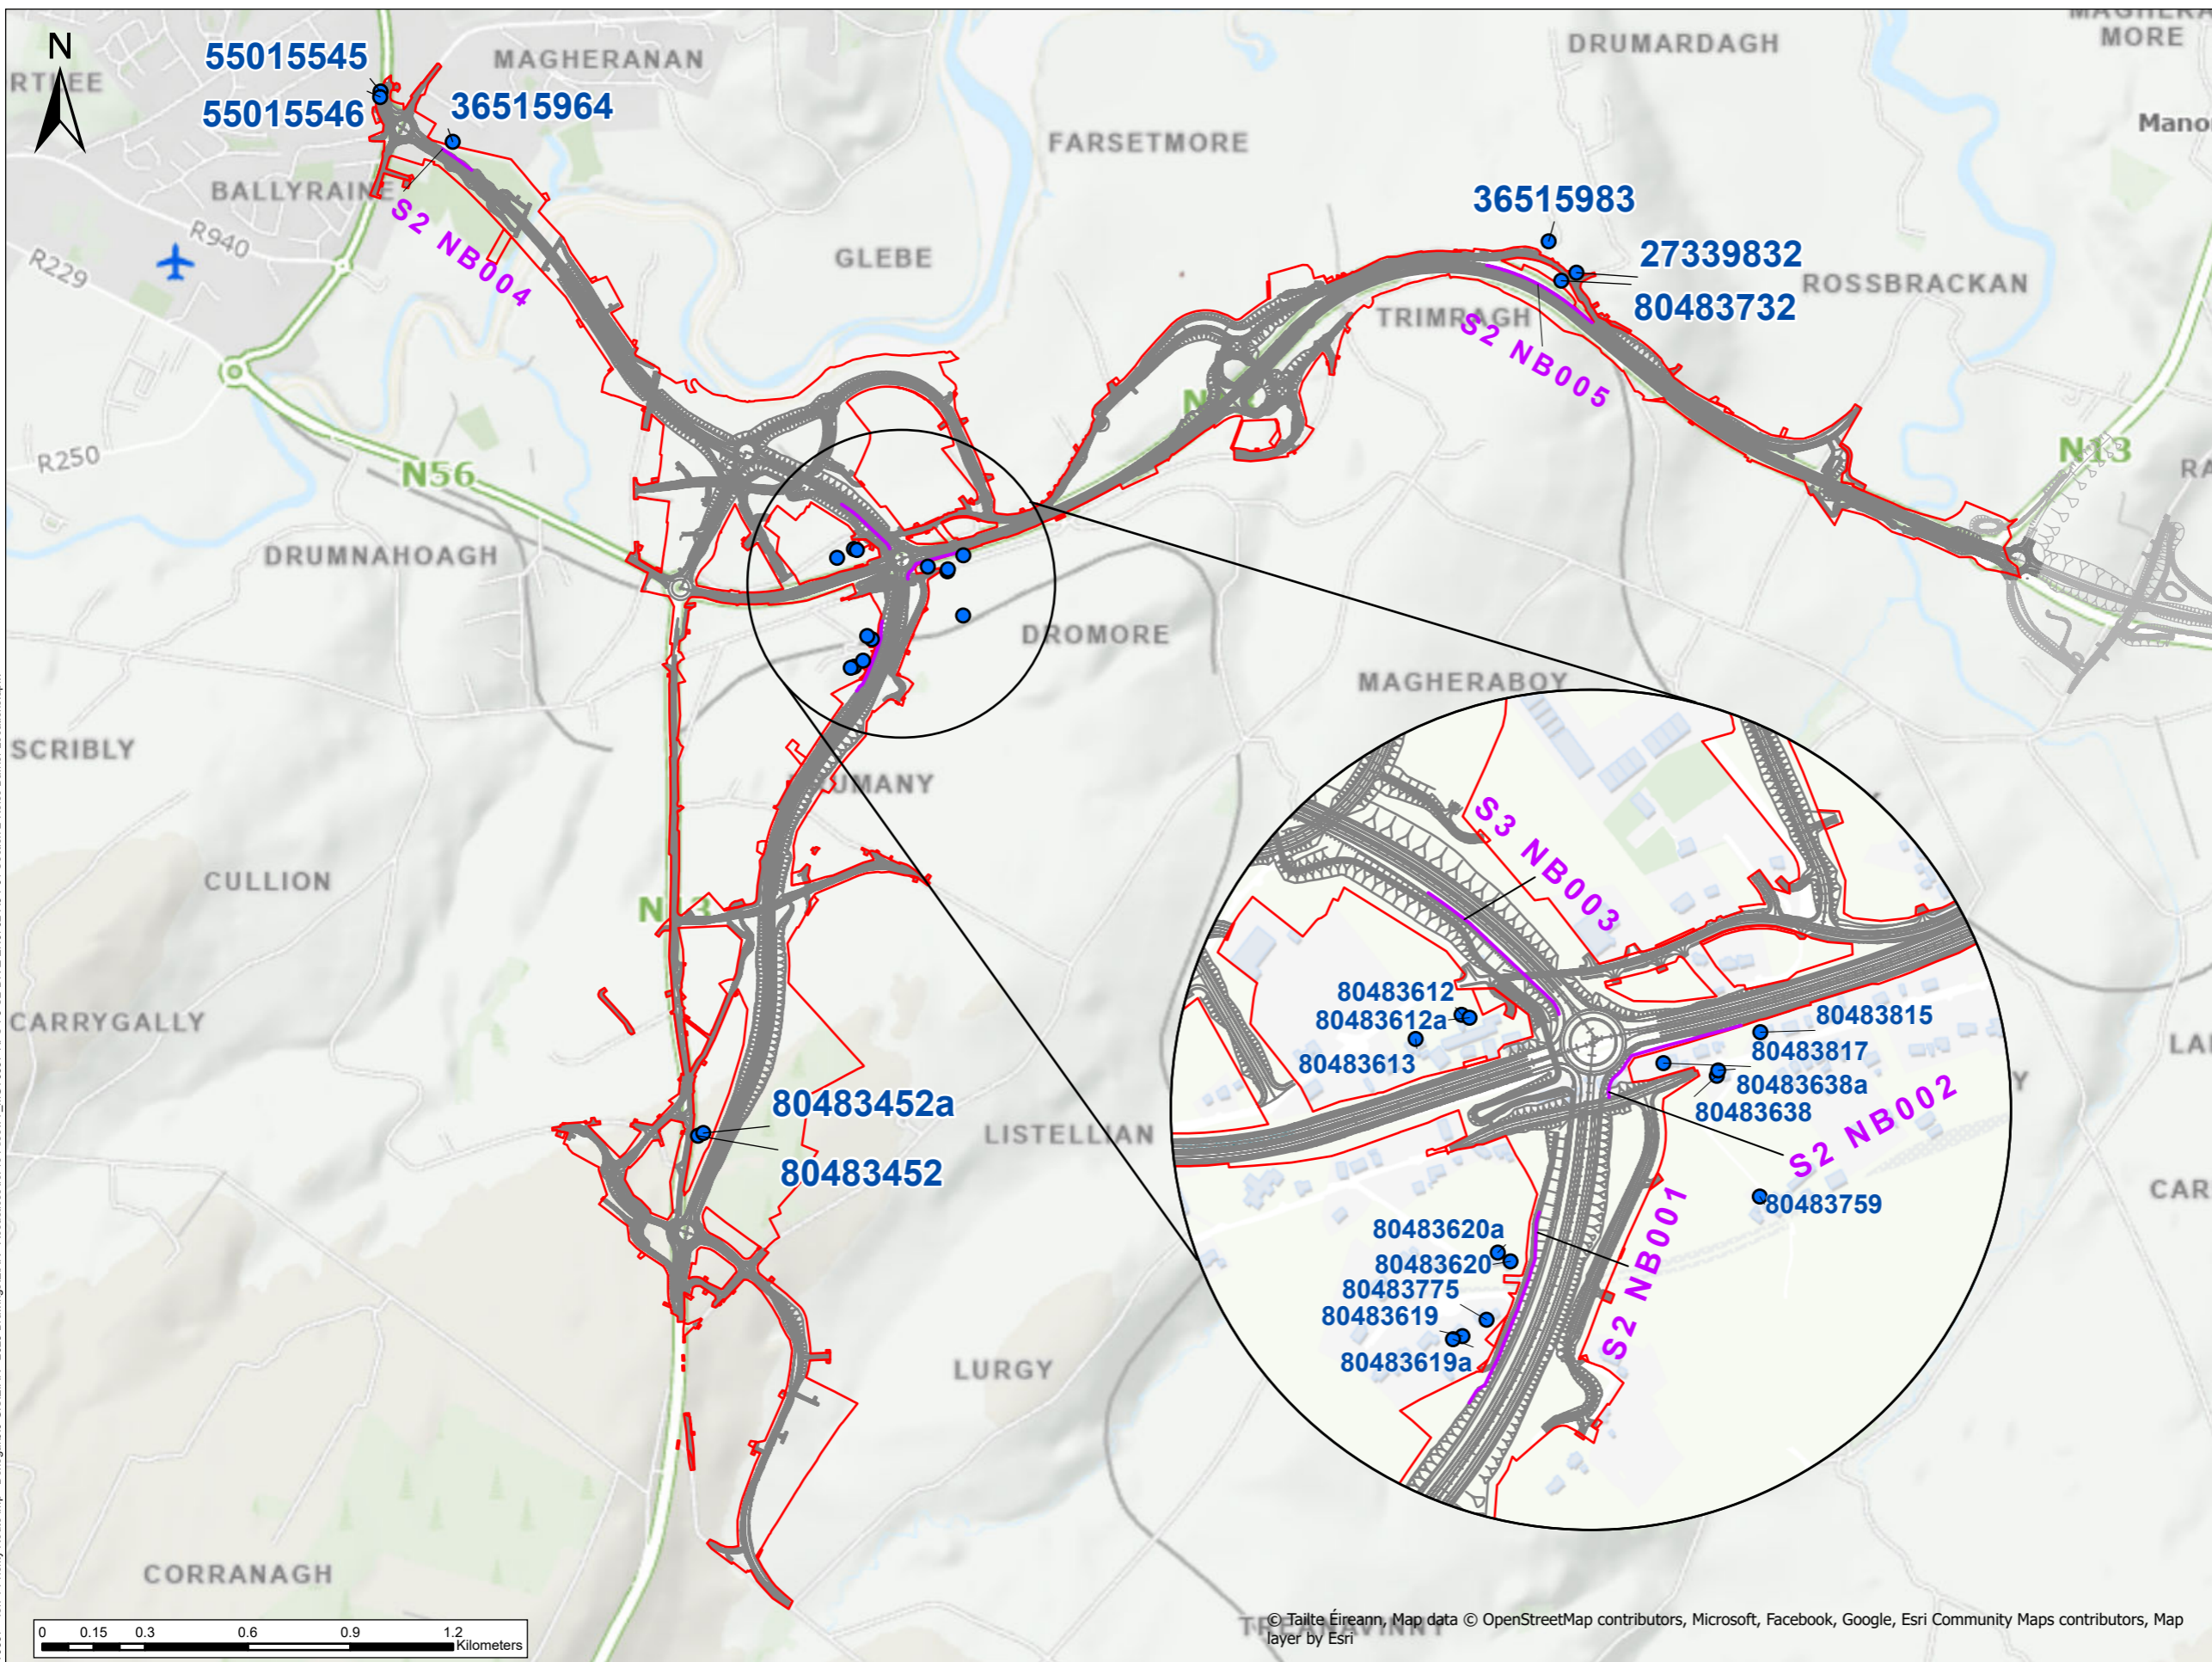 N
55015545
55015546
36515964
MAGHERANAN
DRUMARDAGH
MORE
BALLYRAINE
R940
R229
S2 NB004
FARSETMORE
GLEBE
36515983
27339832
80483732
ROSSBRACKAN
TRIMRAGH
S2 NB005
R250
N56
N13
DRUMNAHOAGH
DROMORE
MAGHERABOY
SCRIBLY
CULLION
CARRYGALLY
80483452a
80483452
LISTELLIAN
LURGY
CORRANAGH
S3 NB003
80483612
80483612a
80483613
80483815
80483817
80483638a
80483638
S2 NB002
80483759
80483620a
80483620
80483775
80483619
80483619a
S2 NB001
0 0.15 0.3 0.6 0.9 1.2
Kilometers
TREANAVINNY
© Tailte Éireann, Map data © OpenStreetMap contributors, Microsoft, Facebook, Google, Esri Community Maps contributors, Map
layer by Esri